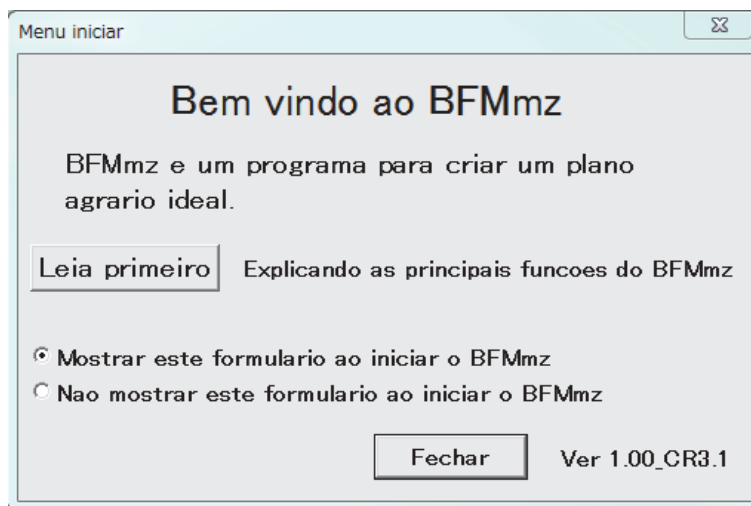 Menu iniciar
Bem vindo ao BFMmz
BFMmz e um programa para criar um plano
agrario ideal.
Leia primeiro Explicando as principais funcoes do BFMmz
Mostrar este formulario ao iniciar o BFMmz
Nao mostrar este formulario ao iniciar o BFMmz
Fechar Ver 1.00_CR3.1